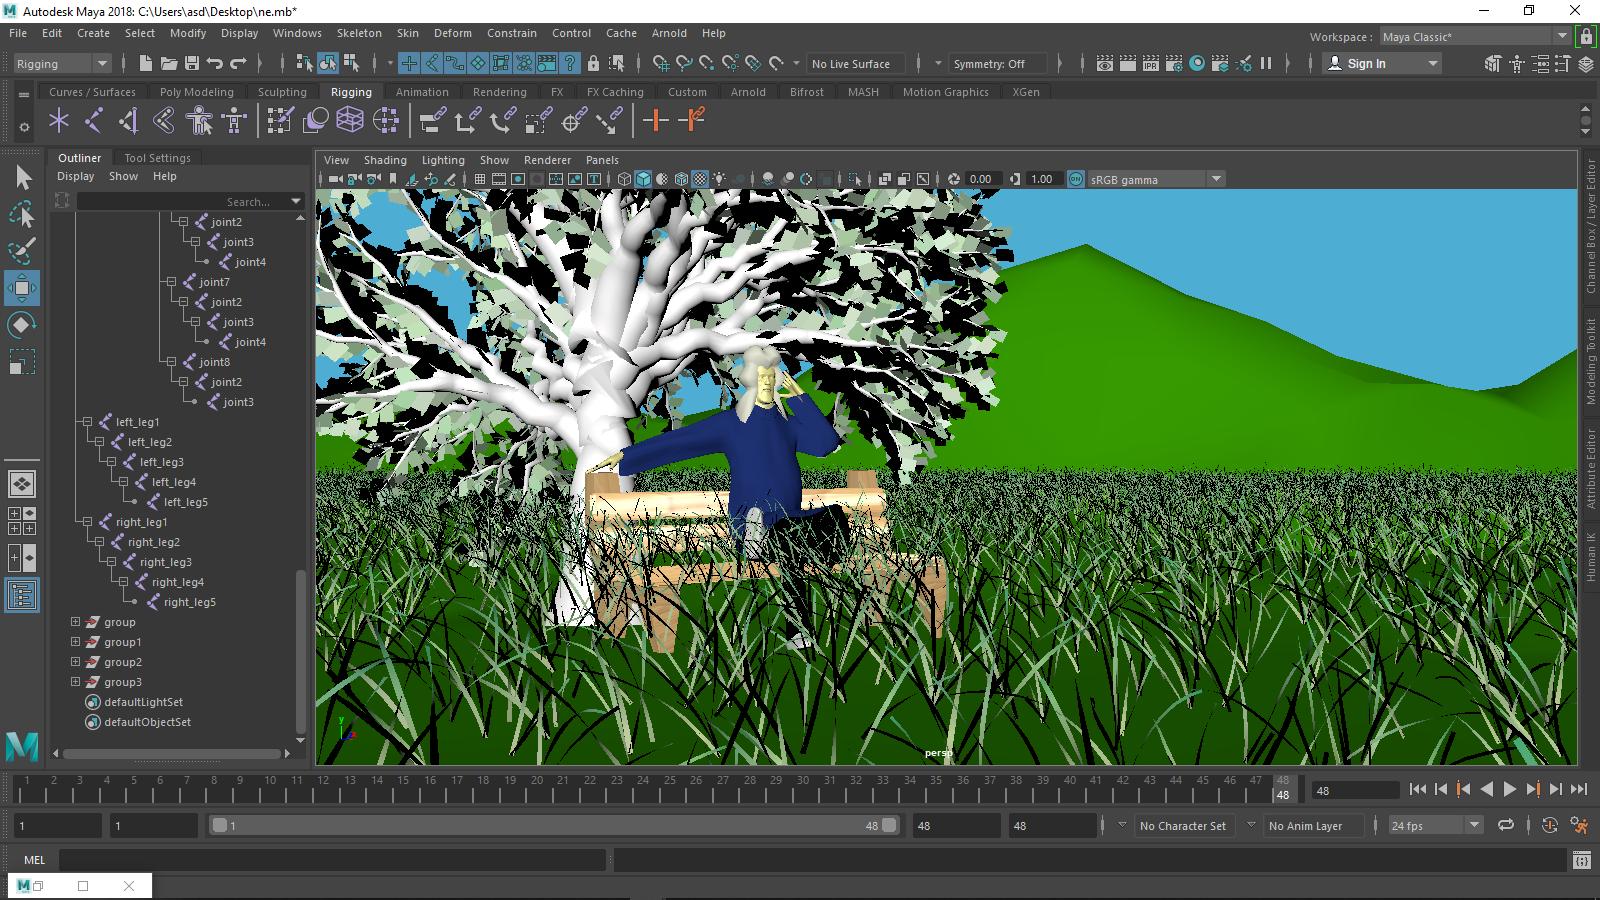 Autodesk Maya 2018: C:\Users\asd\Desktop\ne.mb*
File Edit Create Select Modify Display Windows Skeleton Skin Deform Constrain Control Cache Arnold Help
Workspace : Maya Classic*
Rigging No Live Surface Symmetry: Off Sign In
Curves / Surfaces Poly Modeling Sculpting Rigging Animation Rendering FX FX Caching Custom Arnold Bifrost MASH Motion Graphics XGen
Outliner Tool Settings
Display Show Help
Search...
joint2
joint3
joint4
joint7
joint2
joint3
joint4
joint8
joint2
joint3
left_leg1
left_leg2
left_leg3
left_leg4
left_leg5
right_leg1
right_leg2
right_leg3
right_leg4
right_leg5
group
group1
group2
group3
defaultLightSet
defaultObjectSet
View Shading Lighting Show Renderer Panels
0.00 1.00 ON sRGB gamma
IPR
y
x
persp
Channel Box / Layer Editor
Modeling Toolkit
Attribute Editor
Human IK
1 2 3 4 5 6 7 8 9 10 11 12 13 14 15 16 17 18 19 20 21 22 23 24 25 26 27 28 29 30 31 32 33 34 35 36 37 38 39 40 41 42 43 44 45 46 47 48
48
48
1 1 1 48 48 48 No Character Set No Anim Layer 24 fps
MEL